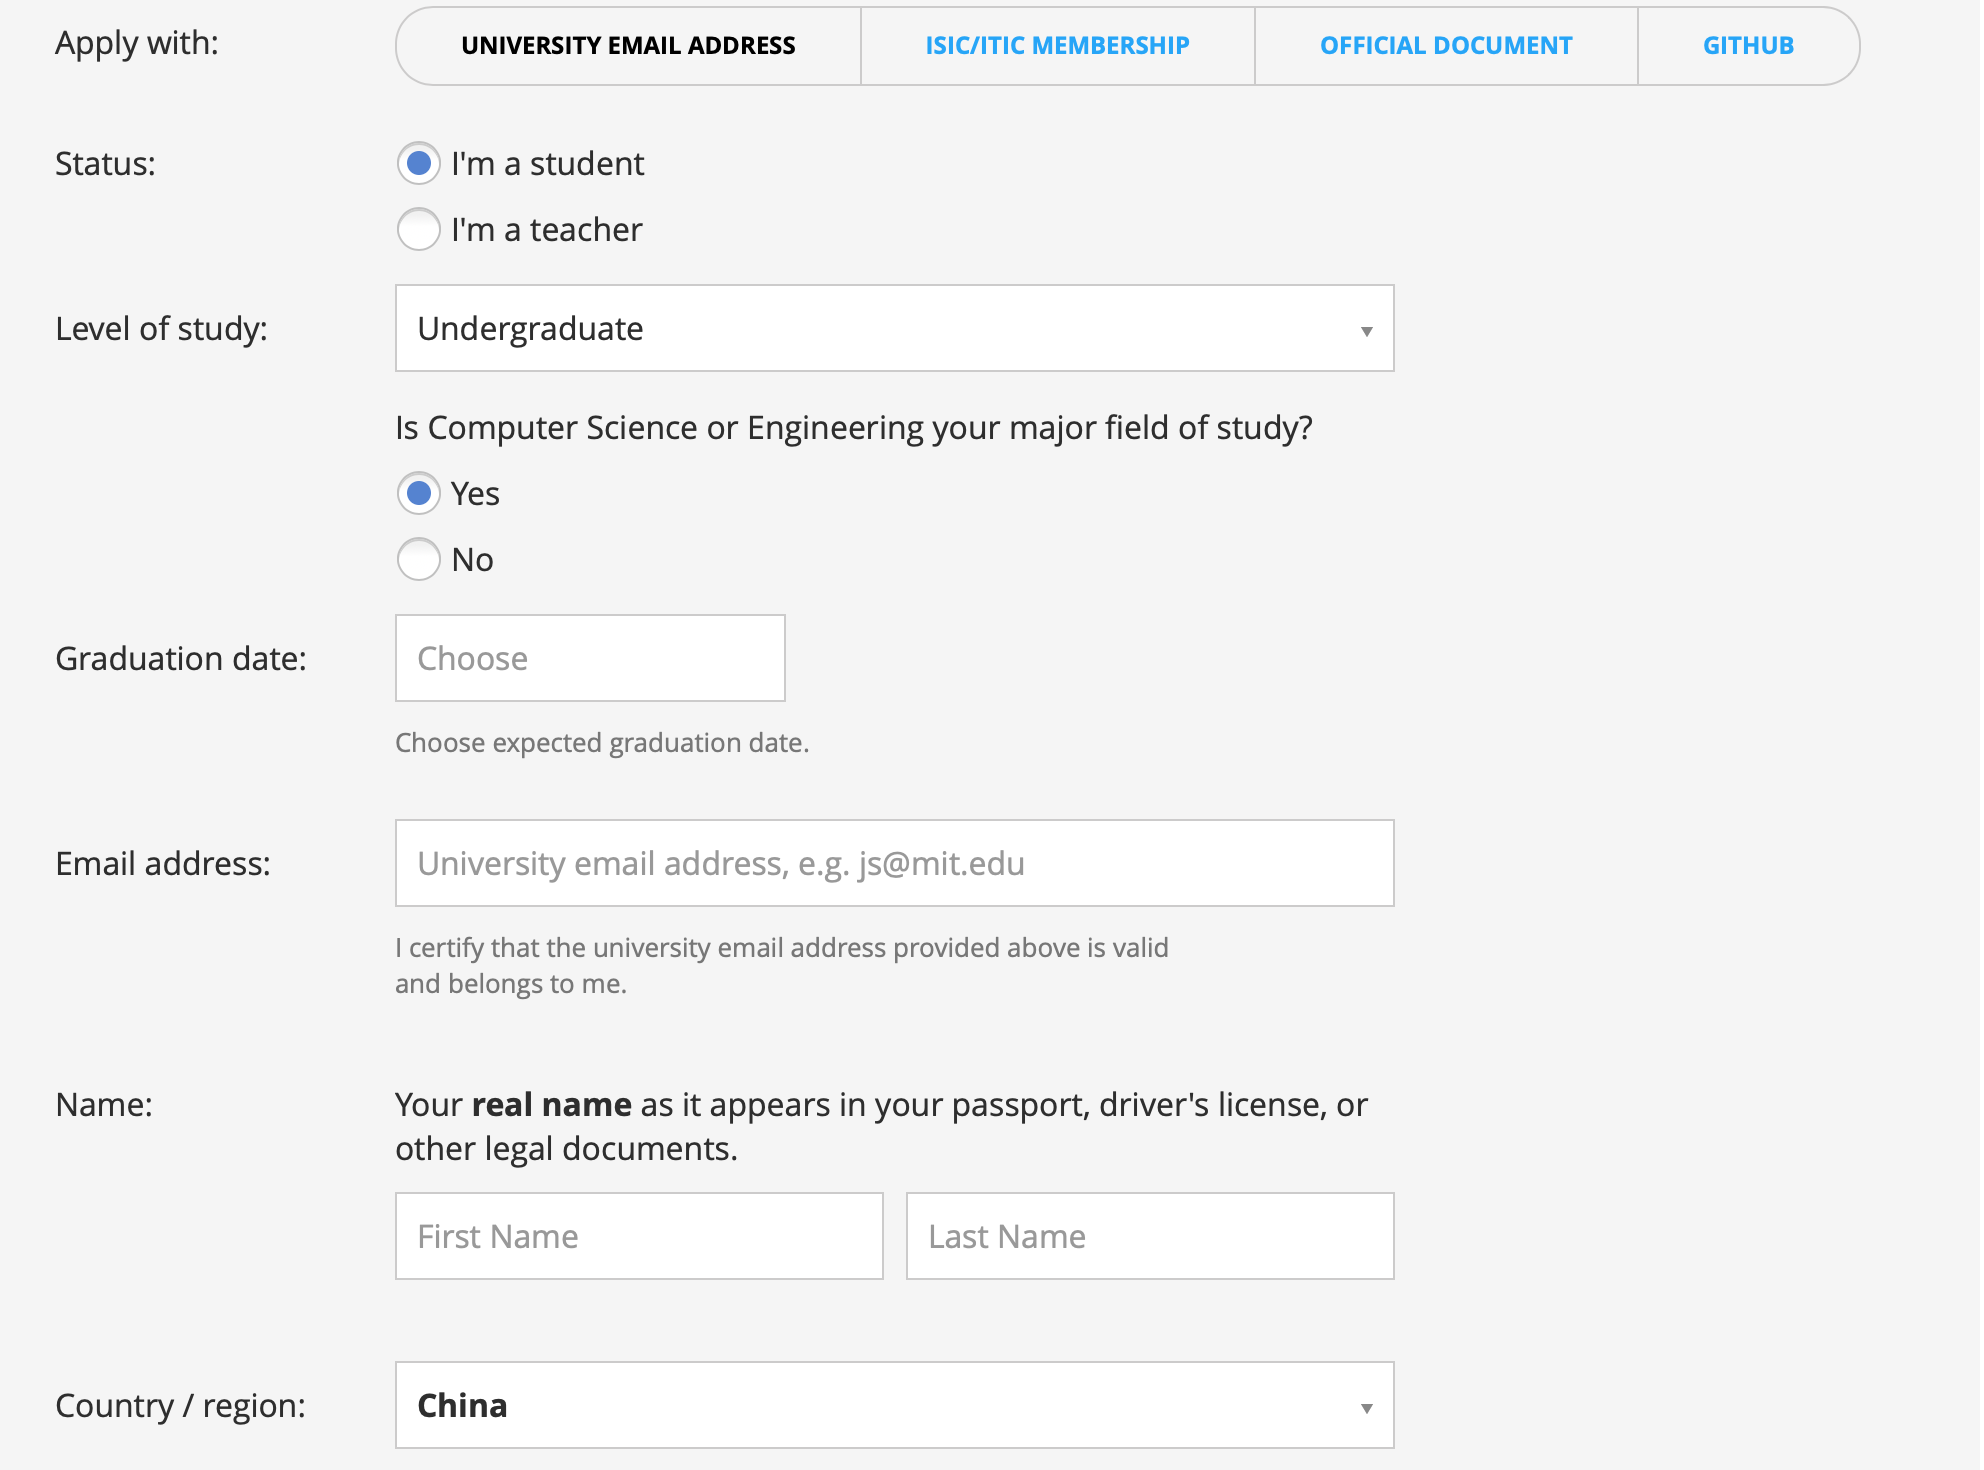 Apply with:
UNIVERSITY EMAIL ADDRESS ISIC/ITIC MEMBERSHIP OFFICIAL DOCUMENT GITHUB
Status:
I'm a student
I'm a teacher
Level of study:
Undergraduate
Is Computer Science or Engineering your major field of study?
Yes
No
Graduation date:
Choose
Choose expected graduation date.
Email address:
University email address, e.g. js@mit.edu
I certify that the university email address provided above is valid
and belongs to me.
Name:
Your real name as it appears in your passport, driver's license, or
other legal documents.
First Name Last Name
Country / region:
China